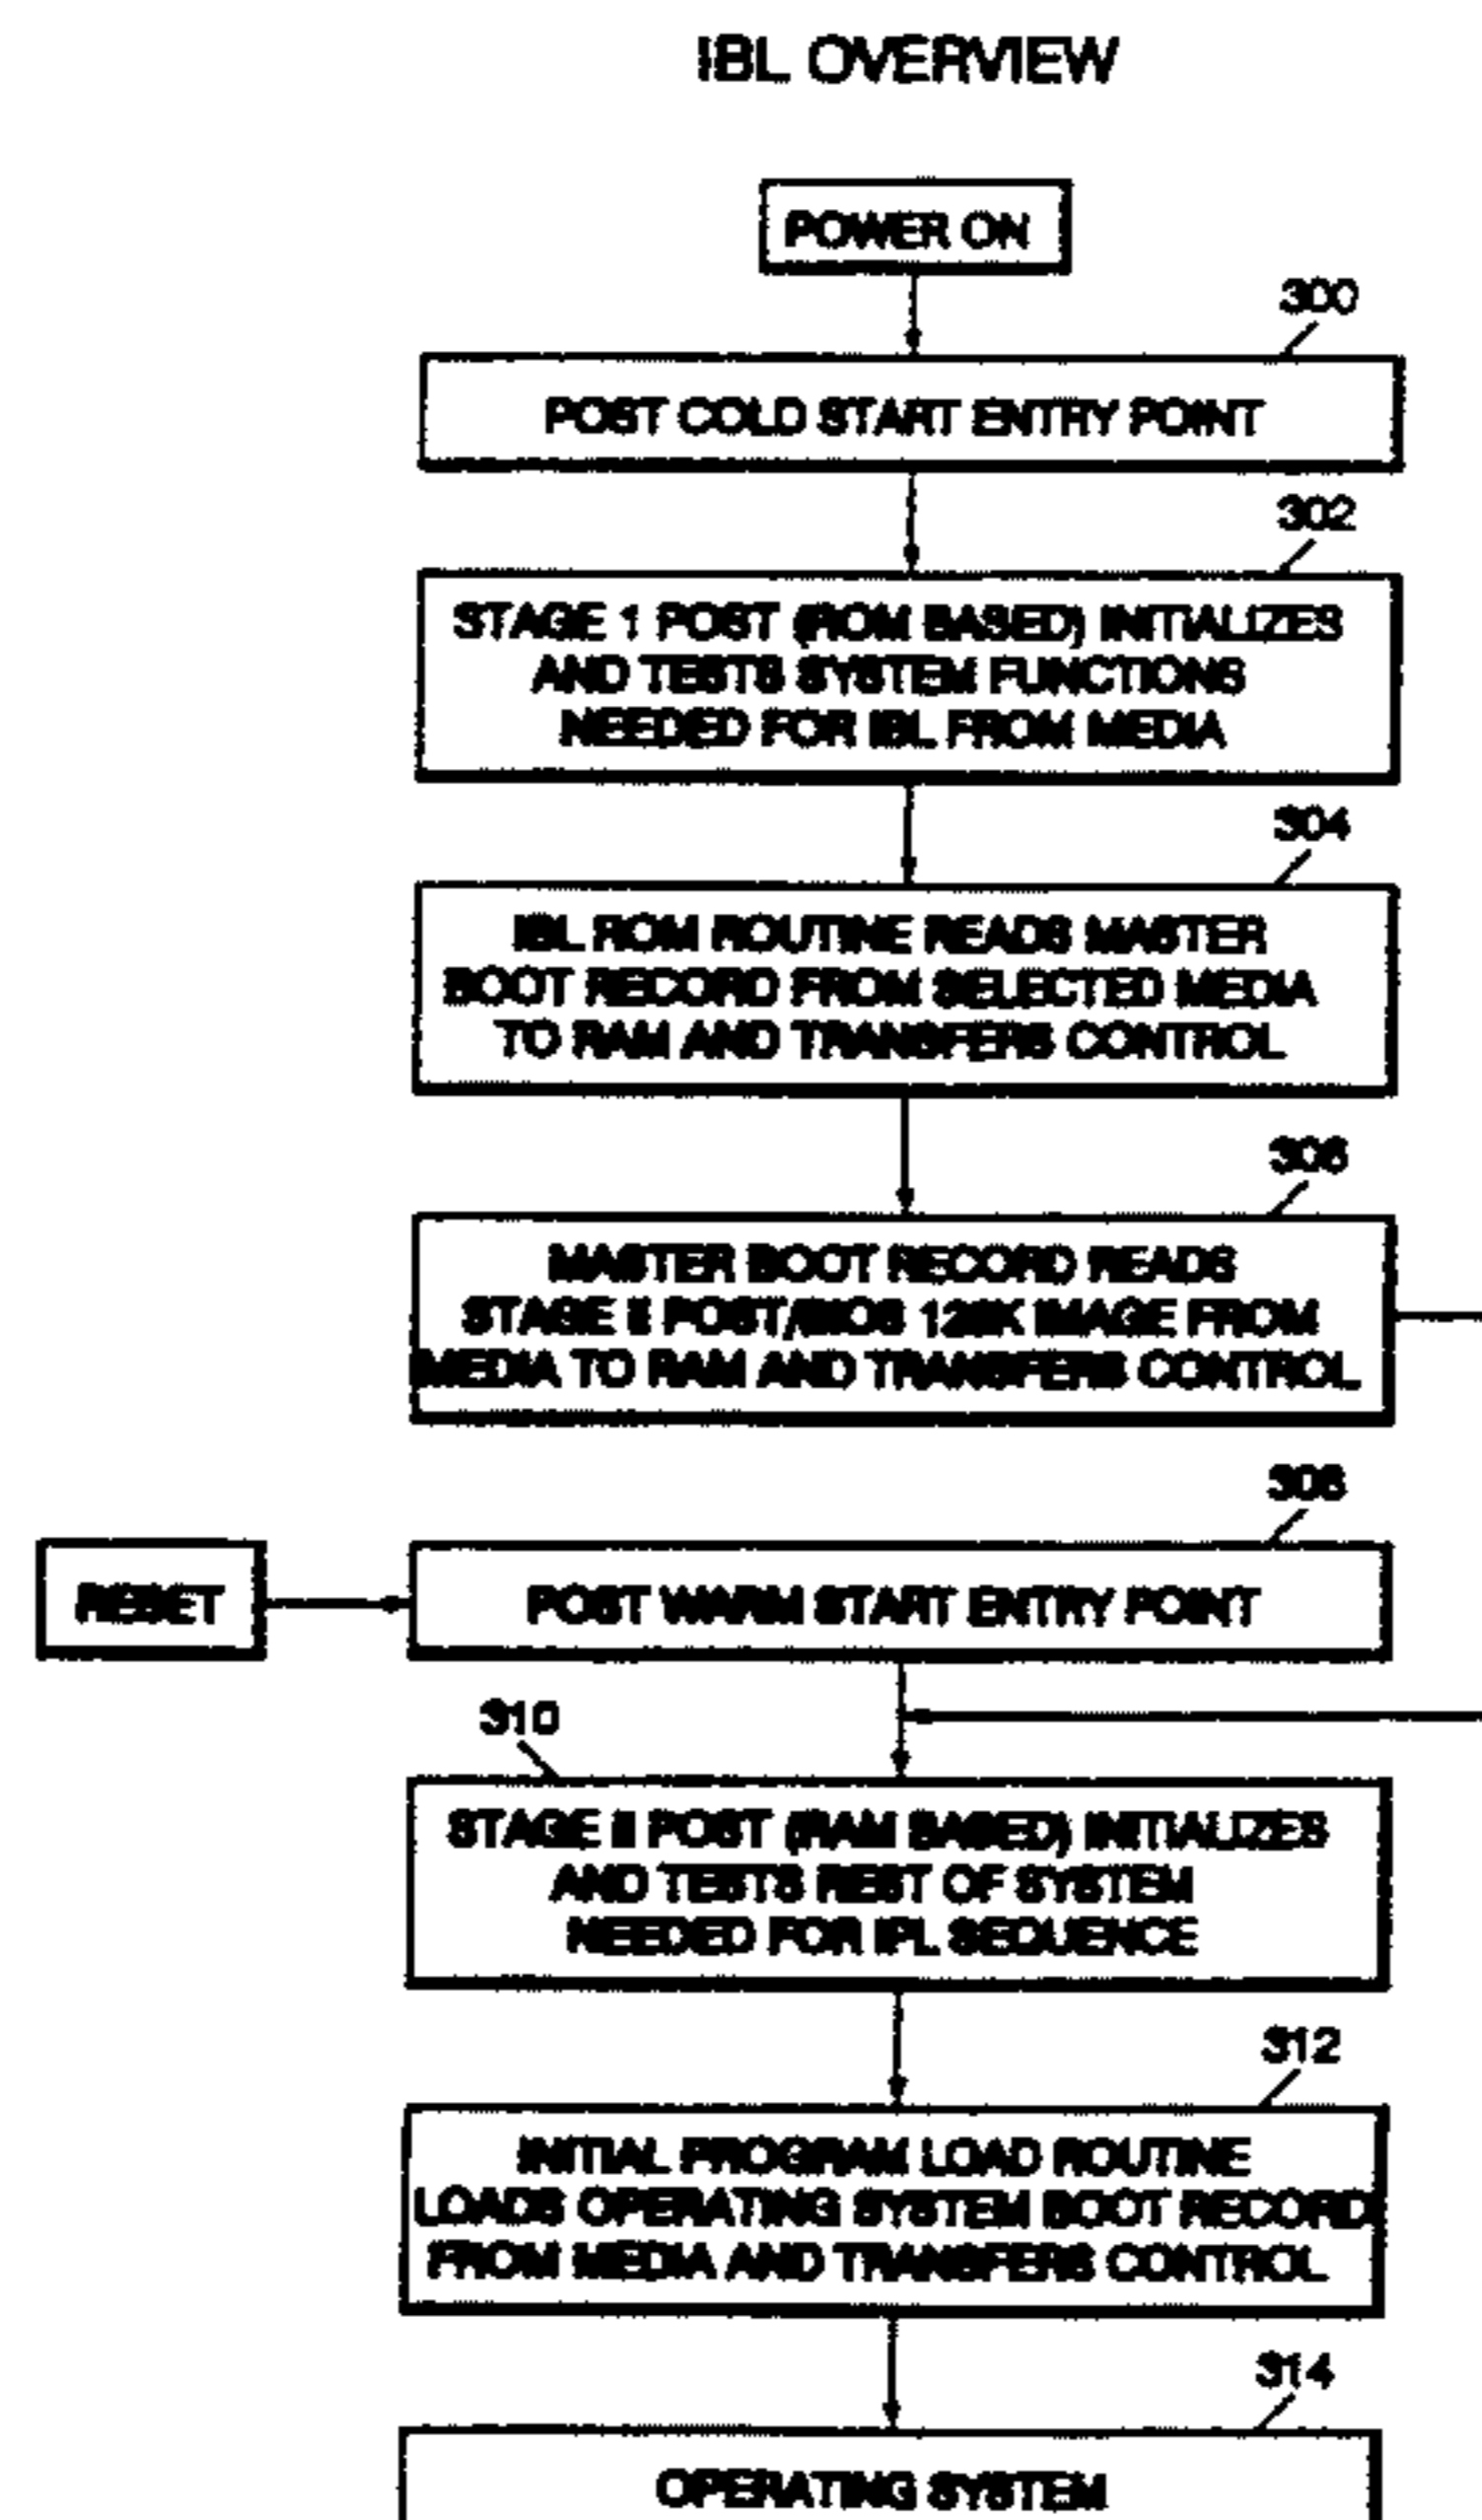 IBL OVERVIEW
POWER ON
300
POST COLD START ENTRY POINT
302
STAGE 1 POST (ROM BASED) INITIALIZES
AND TESTS SYSTEM FUNCTIONS
NEEDED FOR IBL FROM MEDIA
304
IBL ROM ROUTINE READS MASTER
BOOT RECORD FROM SELECTED MEDIA
TO RAM AND TRANSFERS CONTROL
306
MASTER BOOT RECORD READS
STAGE II POST/BIOS 128K IMAGE FROM
MEDIA TO RAM AND TRANSFERS CONTROL
308
RESET
POST WARM START ENTRY POINT
310
STAGE II POST (RAM BASED) INITIALIZES
AND TESTS REST OF SYSTEM
NEEDED FOR IPL SEQUENCE
312
INITIAL PROGRAM LOAD ROUTINE
LOADS OPERATING SYSTEM BOOT RECORD
FROM MEDIA AND TRANSFERS CONTROL
314
OPERATING SYSTEM